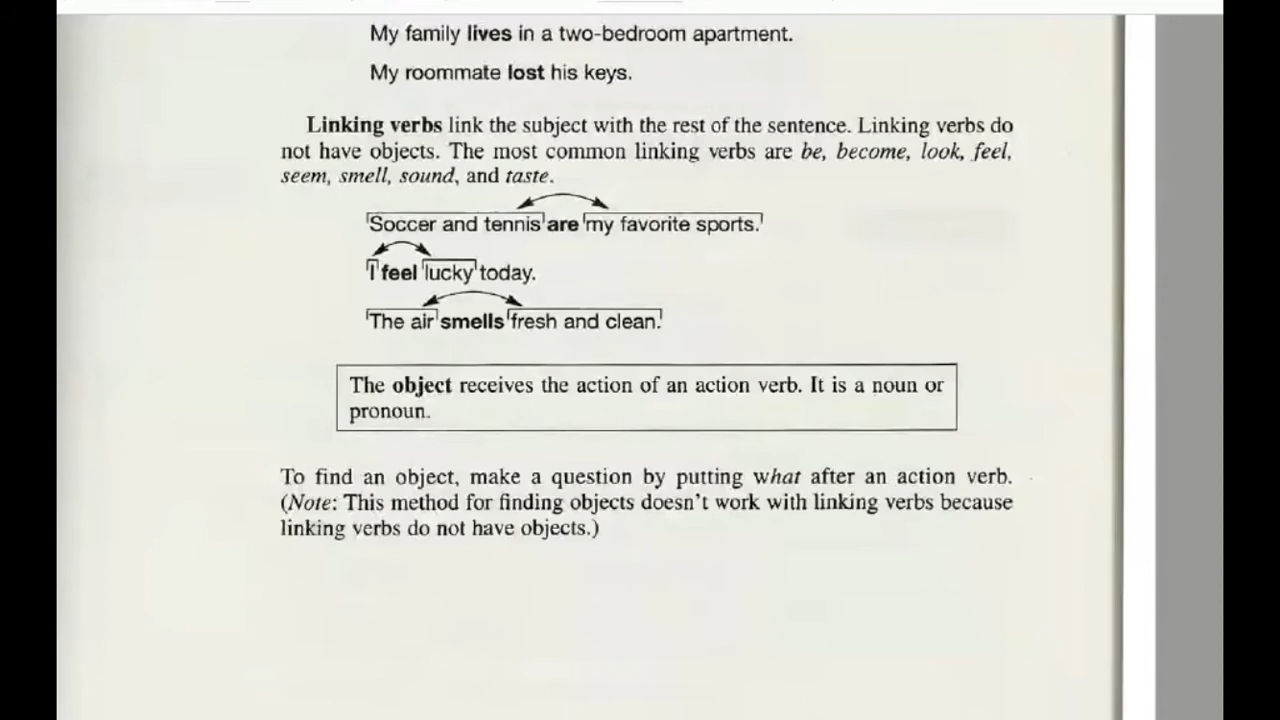 My family lives in a two-bedroom apartment.
My roommate lost his keys.
Linking verbs link the subject with the rest of the sentence. Linking verbs do
not have objects. The most common linking verbs are be, become, look, feel,
seem, smell, sound, and taste.
Soccer and tennis are my favorite sports.
I feel lucky today.
The air smells fresh and clean.
The object receives the action of an action verb. It is a noun or
pronoun.
To find an object, make a question by putting what after an action verb.
(Note: This method for finding objects doesn't work with linking verbs because
linking verbs do not have objects.)